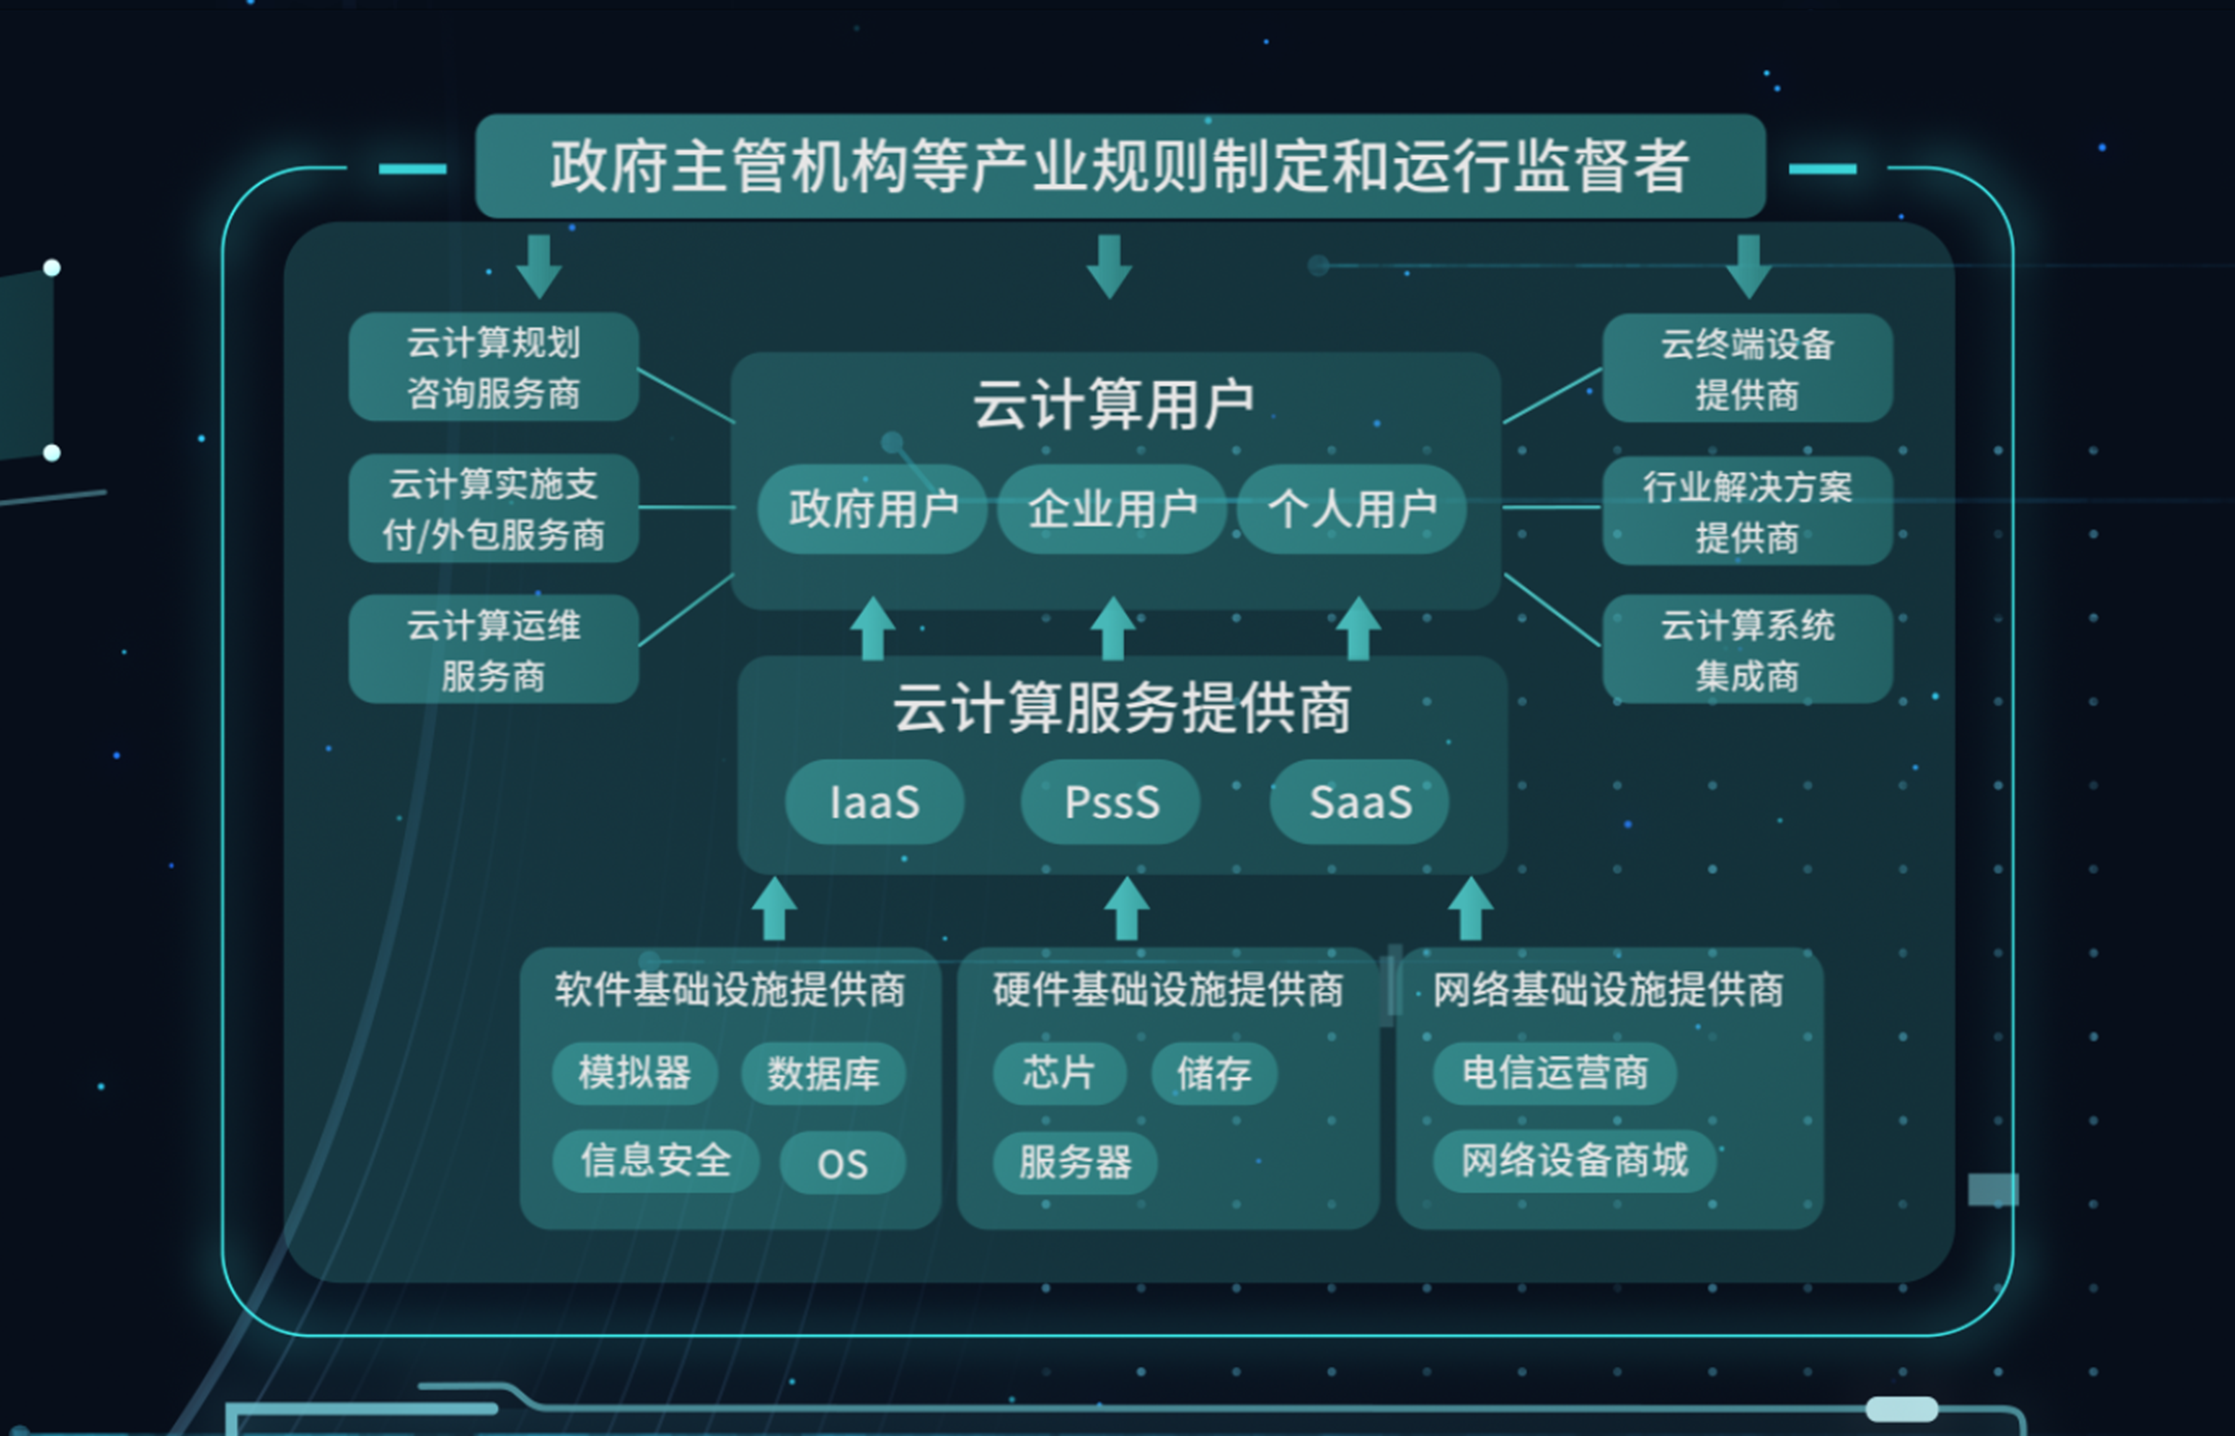 政府主管机构等产业规则制定和运行监督者
云计算规划
咨询服务商
云计算实施支
付/外包服务商
云计算运维
服务商
云计算用户
政府用户
企业用户
个人用户
云终端设备
提供商
行业解决方案
提供商
云计算系统
集成商
云计算服务提供商
IaaS
PssS
SaaS
软件基础设施提供商
模拟器
数据库
信息安全
OS
硬件基础设施提供商
芯片
储存
服务器
网络基础设施提供商
电信运营商
网络设备商城